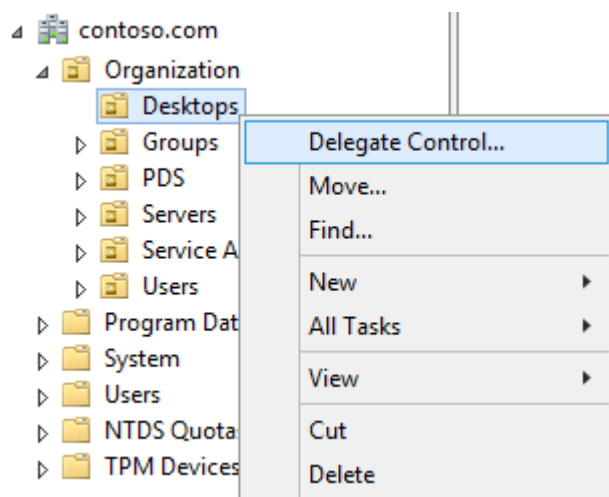 contoso.com
Organization
Desktops
Groups
PDS
Servers
Service A
Users
Program Dat
System
Users
NTDS Quota
TPM Devices
Delegate Control...
Move...
Find...
New
All Tasks
View
Cut
Delete